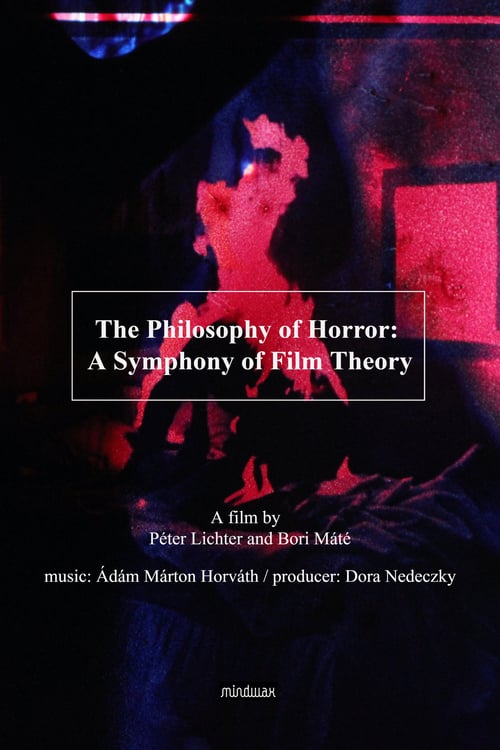 The Philosophy of Horror:
A Symphony of Film Theory
A film by
Péter Lichter and Bori Máté
music: Ádám Márton Horváth / producer: Dora Nedeczky
mindwax